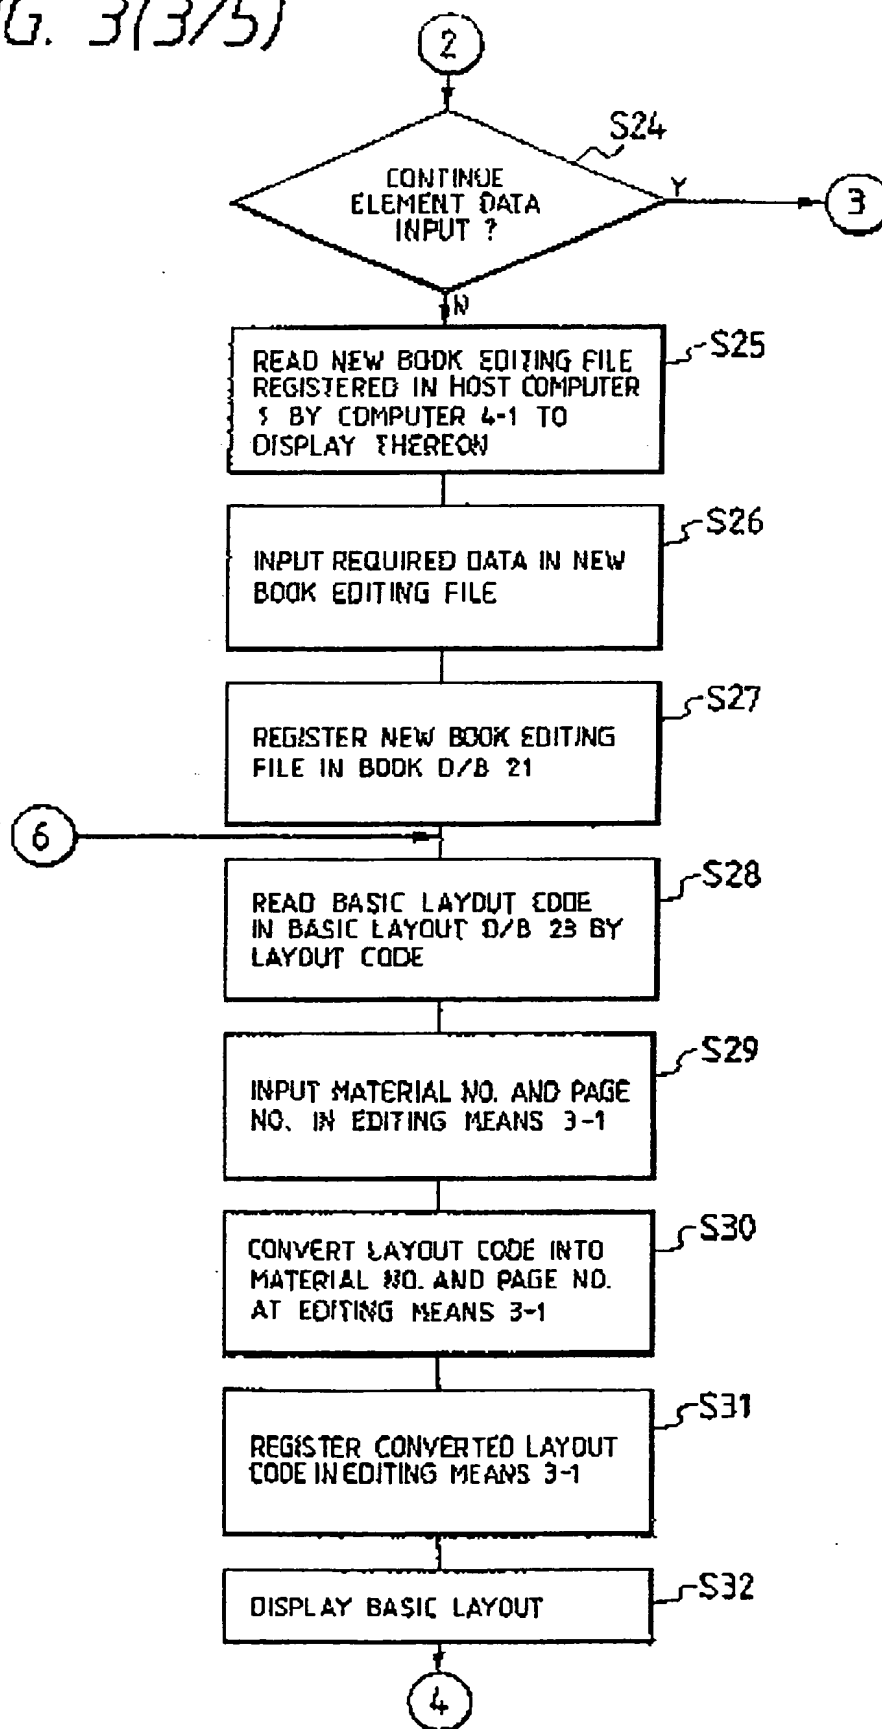 G. 3(3/5)
2
S24
CONTINUE
ELEMENT DATA
INPUT ?
Y
3
N
S25
READ NEW BOOK EDITING FILE
REGISTERED IN HOST COMPUTER
BY COMPUTER 4-1 TO
DISPLAY THEREON
S26
INPUT REQUIRED DATA IN NEW
BOOK EDITING FILE
S27
REGISTER NEW BOOK EDITING
FILE IN BOOK D/B 21
6
S28
READ BASIC LAYOUT CODE
IN BASIC LAYOUT D/B 23 BY
LAYOUT CODE
S29
INPUT MATERIAL NO. AND PAGE
NO. IN EDITING MEANS 3-1
S30
CONVERT LAYOUT CODE INTO
MATERIAL NO. AND PAGE NO.
AT EDITING MEANS 3-1
S31
REGISTER CONVERTED LAYOUT
CODE IN EDITING MEANS 3-1
S32
DISPLAY BASIC LAYOUT
4